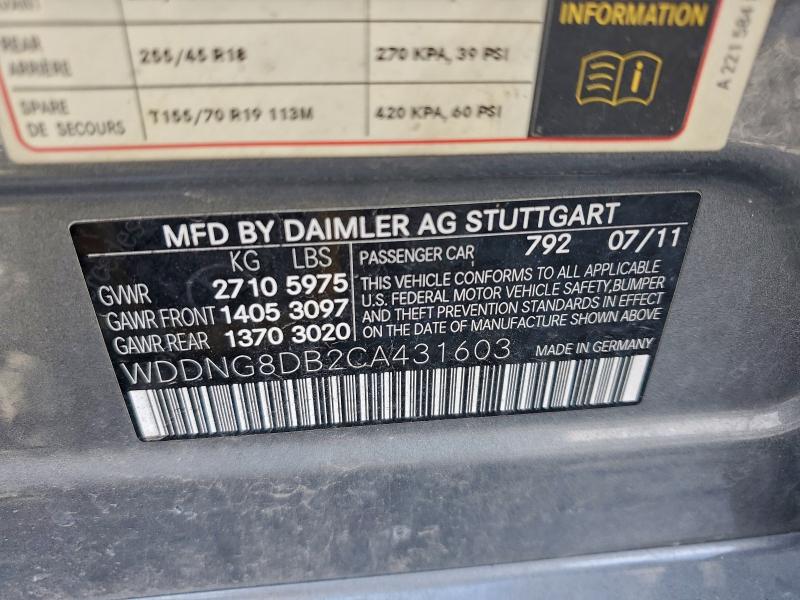 INFORMATION
REAR 255/45 R18 270 KPA, 39 PSI
ARRIÈRE
SPARE T155/70 R19 113M 420 KPA, 60 PSI
DE SECOURS
A 221 584
MFD BY DAIMLER AG STUTTGART
KG LBS PASSENGER CAR 792 07/11
GVWR 2710 5975
GAWR FRONT 1405 3097
GAWR REAR 1370 3020
THIS VEHICLE CONFORMS TO ALL APPLICABLE
U.S. FEDERAL MOTOR VEHICLE SAFETY,BUMPER
AND THEFT PREVENTION STANDARDS IN EFFECT
ON THE DATE OF MANUFACTURE SHOWN ABOVE
WDDNG8DB2CA431603 MADE IN GERMANY